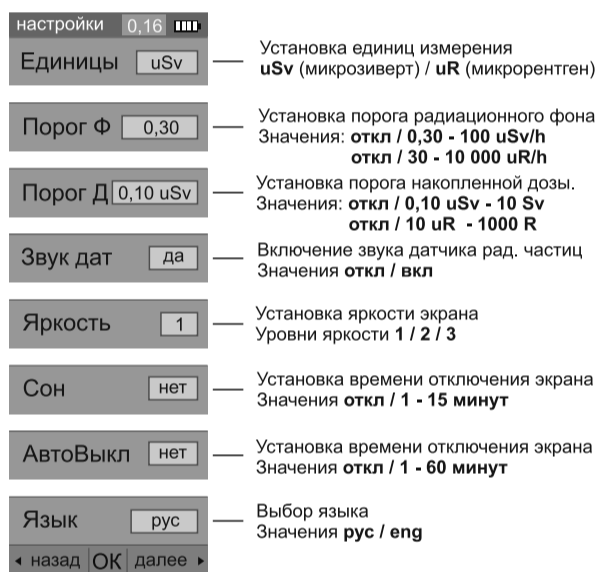 настройки 0,16
Единицы uSv
Установка единиц измерения
uSv (микрозиверт) / uR (микрорентген)
Порог Ф 0,30
Установка порога радиационного фона
Значения: откл / 0,30 - 100 uSv/h
откл / 30 - 10 000 uR/h
Порог Д 0,10 uSv
Установка порога накопленной дозы.
Значения: откл / 0,10 uSv - 10 Sv
откл / 10 uR - 1000 R
Звук дат да
Включение звука датчика рад. частиц
Значения откл / вкл
Яркость 1
Установка яркости экрана
Уровни яркости 1 / 2 / 3
Сон нет
Установка времени отключения экрана
Значения откл / 1 - 15 минут
АвтоВыкл нет
Установка времени отключения экрана
Значения откл / 1 - 60 минут
Язык рус
Выбор языка
Значения рус / eng
назад ОК далее